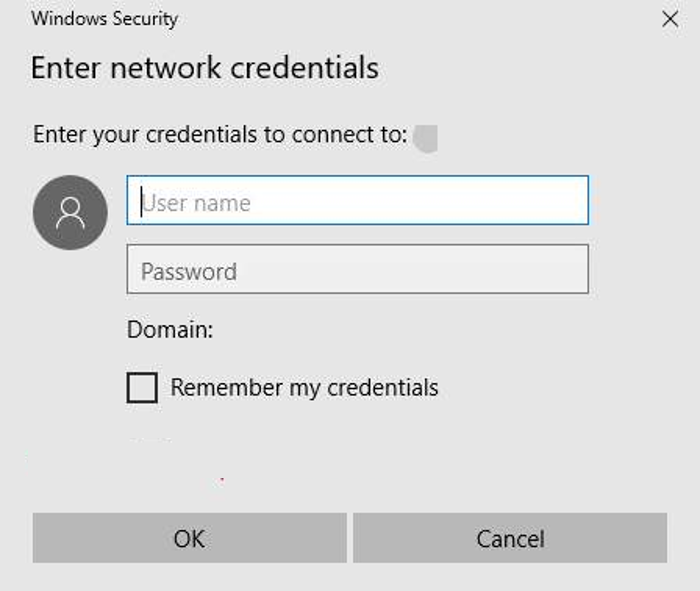 Windows Security
Enter network credentials
Enter your credentials to connect to:
User name
Password
Domain:
Remember my credentials
OK
Cancel